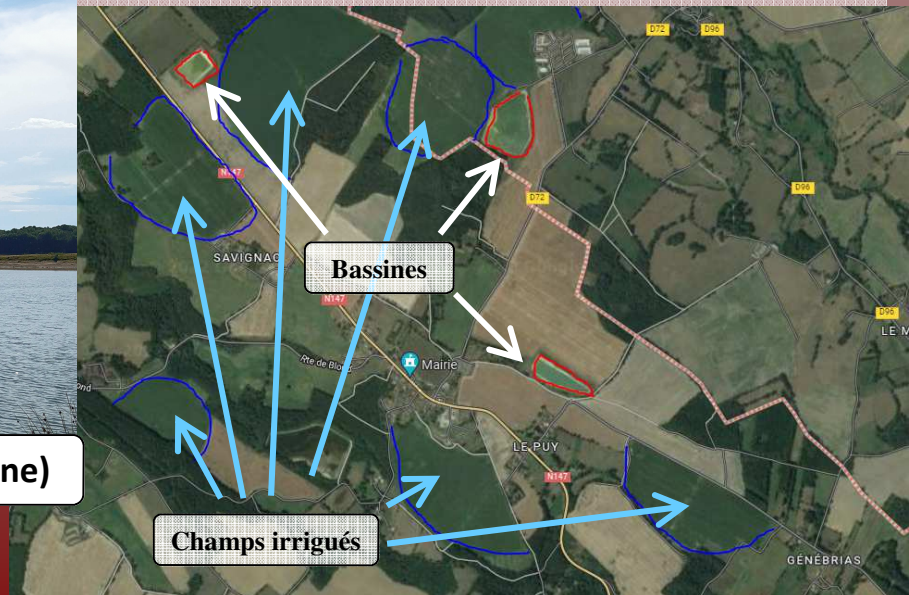 D72
D96
N147
D72
D96
SAVIGNAC
Bassines
N147
D96
LE M
Rte de Blond
Mairie
ond
LE PUY
ne)
N147
Champs irrigués
GÉNÉBRIAS